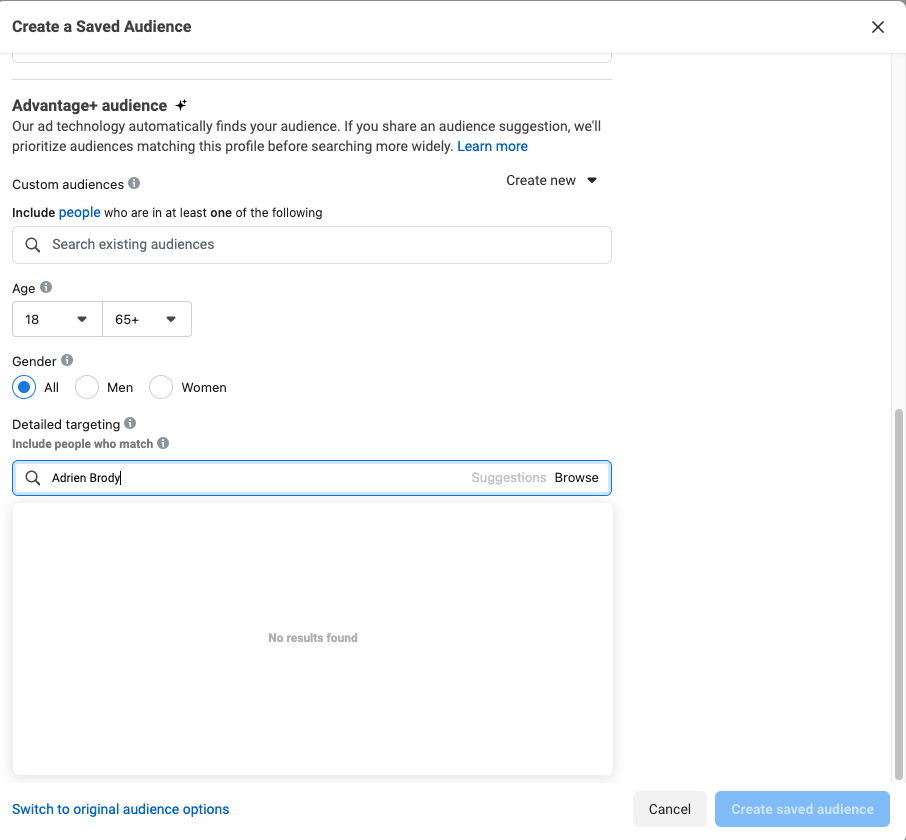 Create a Saved Audience
Advantage+ audience
Our ad technology automatically finds your audience. If you share an audience suggestion, we'll
prioritize audiences matching this profile before searching more widely. Learn more
Custom audiences
Create new
Include people who are in at least one of the following
Search existing audiences
Age
18 65+
Gender
All Men Women
Detailed targeting
Include people who match
Adrien Brody Suggestions Browse
No results found
Switch to original audience options Cancel Create saved audience